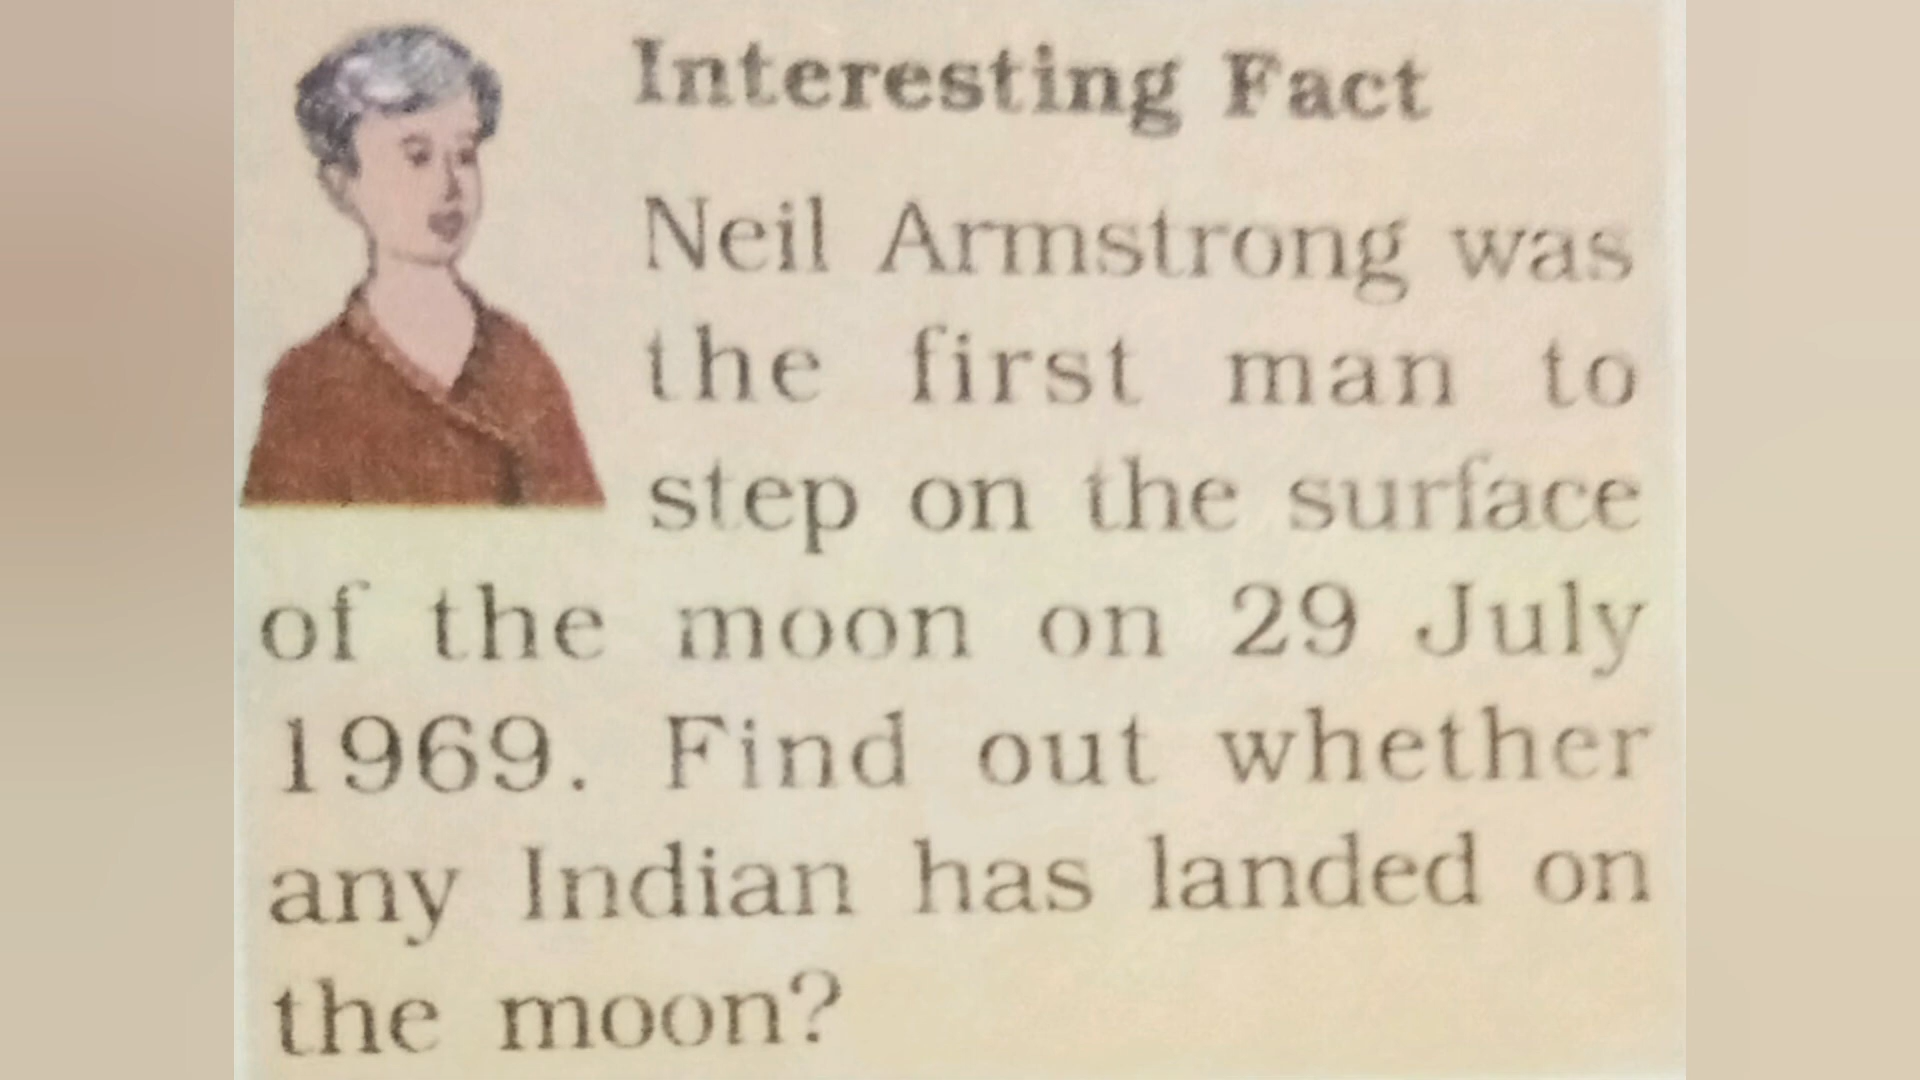 Interesting Fact
Neil Armstrong was
the first man to
step on the surface
of the moon on 29 July
1969. Find out whether
any Indian has landed on
the moon?